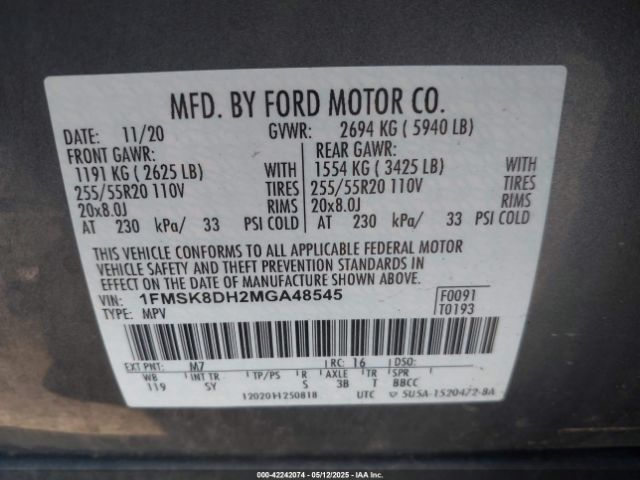 MFD. BY FORD MOTOR CO.
DATE: 11/20 GVWR: 2694 KG ( 5940 LB)
FRONT GAWR: REAR GAWR:
1191 KG ( 2625 LB) WITH 1554 KG ( 3425 LB) WITH
255/55R20 110V TIRES 255/55R20 110V TIRES
20x8.0J RIMS 20x8.0J RIMS
AT 230 kPa/ 33 PSI COLD AT 230 kPa/ 33 PSI COLD
THIS VEHICLE CONFORMS TO ALL APPLICABLE FEDERAL MOTOR
VEHICLE SAFETY AND THEFT PREVENTION STANDARDS IN
EFFECT ON THE DATE OF MANUFACTURE SHOWN ABOVE.
VIN: 1FMSK8DH2MGA48545 F0091
TYPE: MPV T0193
EXT PNT: M7 RC: 16 DSO:
WB INT TR TP/PS R AXLE TR SPR
119 SY S 3B T BBCC
1202011250818 UTC 5U5A-1520472-BA
000-42242074 - 05/12/2025 - IAA Inc.